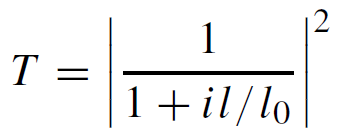 T = | 1 / (1 + il/l₀) |²